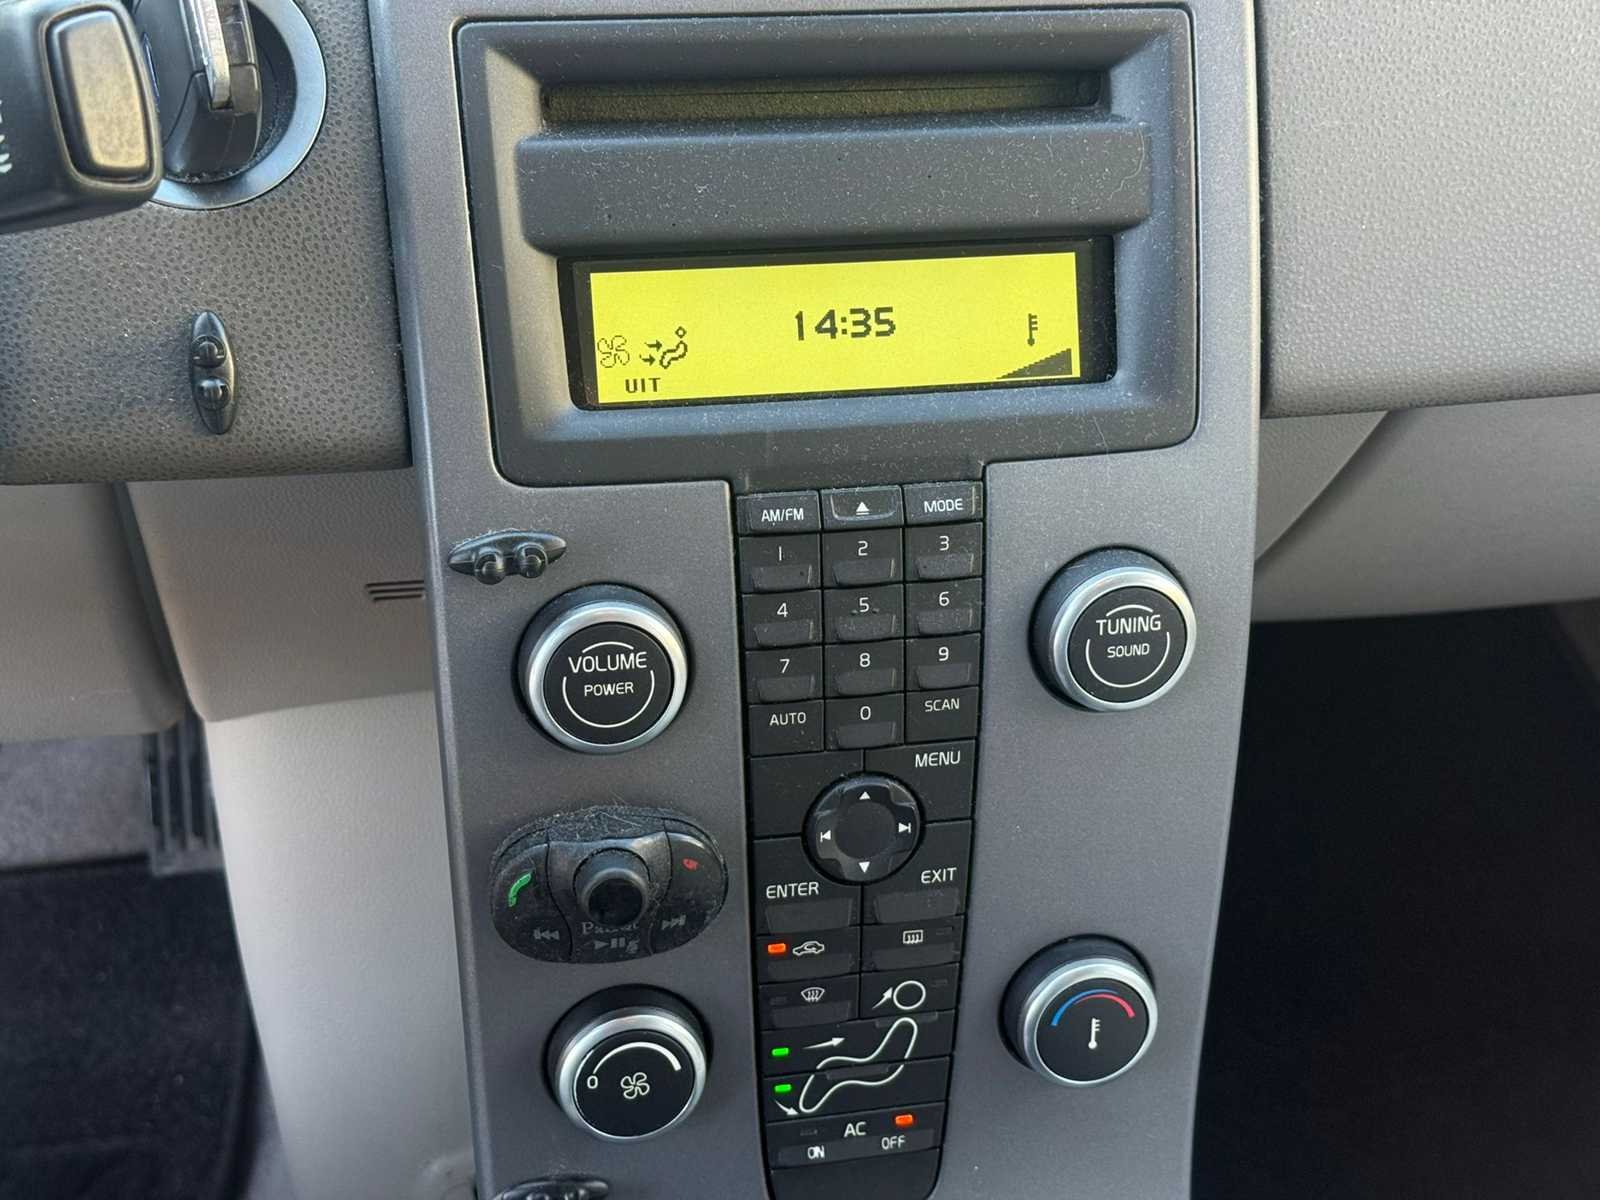 14:35
UIT
AM/FM
MODE
1
2
3
4
5
6
7
8
9
AUTO
0
SCAN
VOLUME
POWER
TUNING
SOUND
MENU
ENTER
EXIT
0
AC
ON
OFF